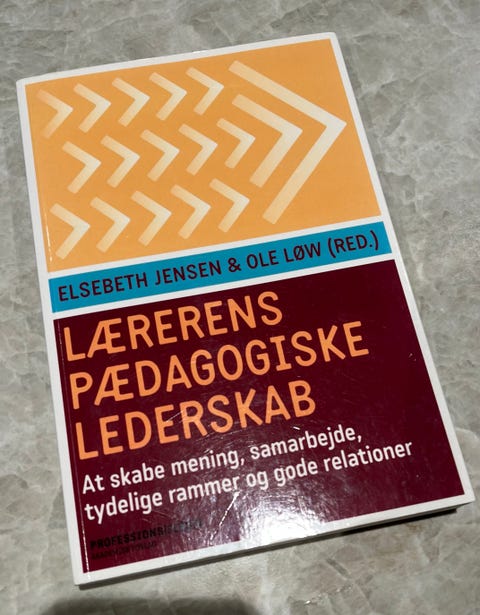 ELSEBETH JENSEN & OLE LØW (RED.)
LÆRERENS
PÆDAGOGISKE
LEDERSKAB
At skabe mening, samarbejde,
tydelige rammer og gode relationer